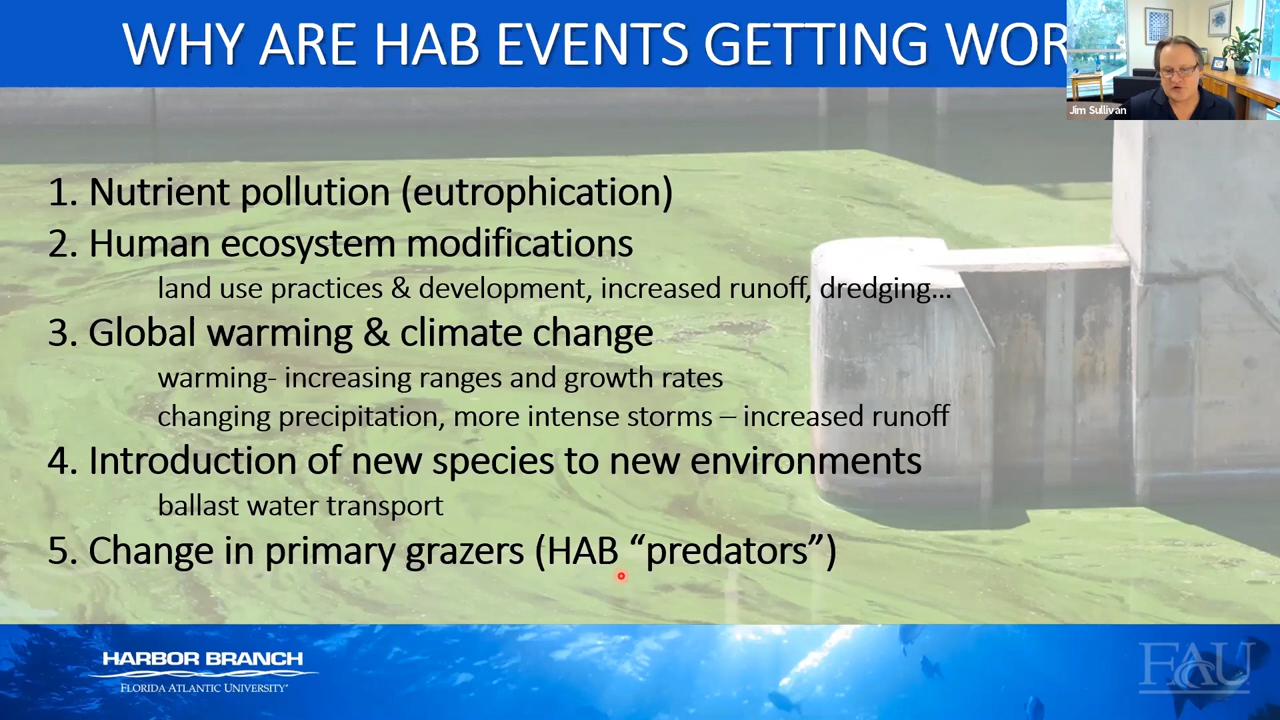 WHY ARE HAB EVENTS GETTING WOR
Jim Sullivan
1. Nutrient pollution (eutrophication)
2. Human ecosystem modifications
land use practices & development, increased runoff, dredging...
3. Global warming & climate change
warming- increasing ranges and growth rates
changing precipitation, more intense storms – increased runoff
4. Introduction of new species to new environments
ballast water transport
5. Change in primary grazers (HAB “predators”)
HARBOR BRANCH
FLORIDA ATLANTIC UNIVERSITY
FAU